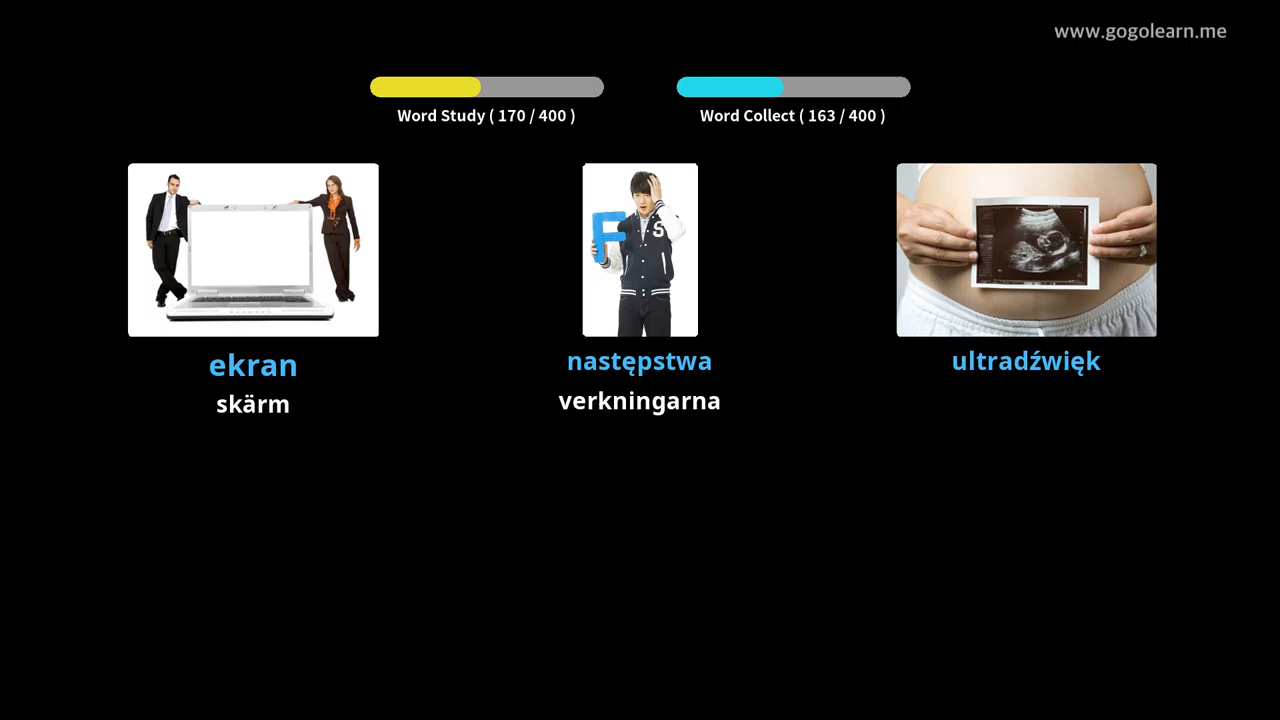 www.gogolearn.me
Word Study ( 170 / 400 )
Word Collect ( 163 / 400 )
F
S
ekran
skärm
następstwa
verkningarna
ultradźwięk